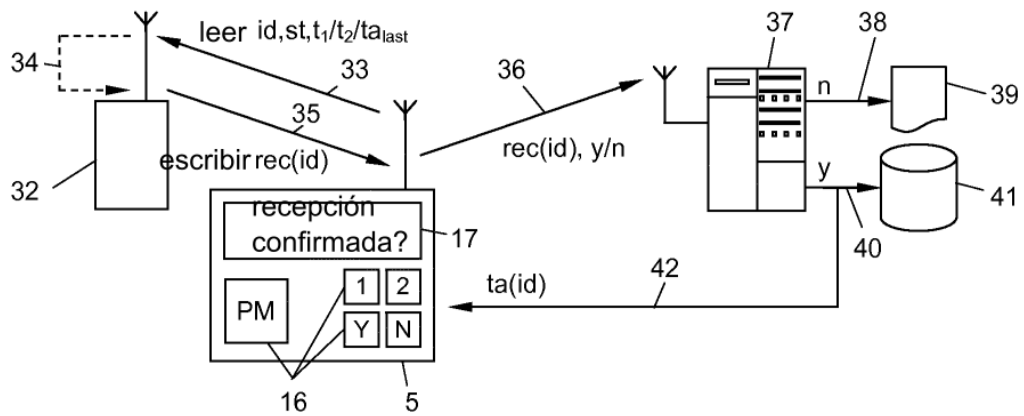 34
leer id,st,t₁/t₂/ta_last
33
36
37
38
n
39
35
escribir rec(id)
rec(id), y/n
32
y
40
41
recepción
confirmada?
17
ta(id)
42
PM
1
2
Y
N
16
5